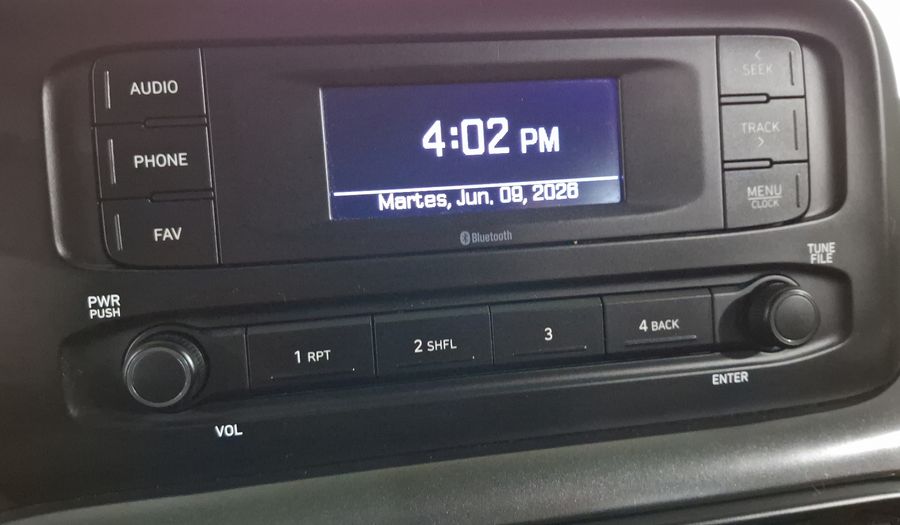 AUDIO
PHONE
FAV
4:02 PM
Martes, Jun. 09, 2026
Bluetooth
<
SEEK
TRACK
>
MENU
CLOCK
TUNE
FILE
PWR
PUSH
1 RPT
2 SHFL
3
4 BACK
VOL
ENTER